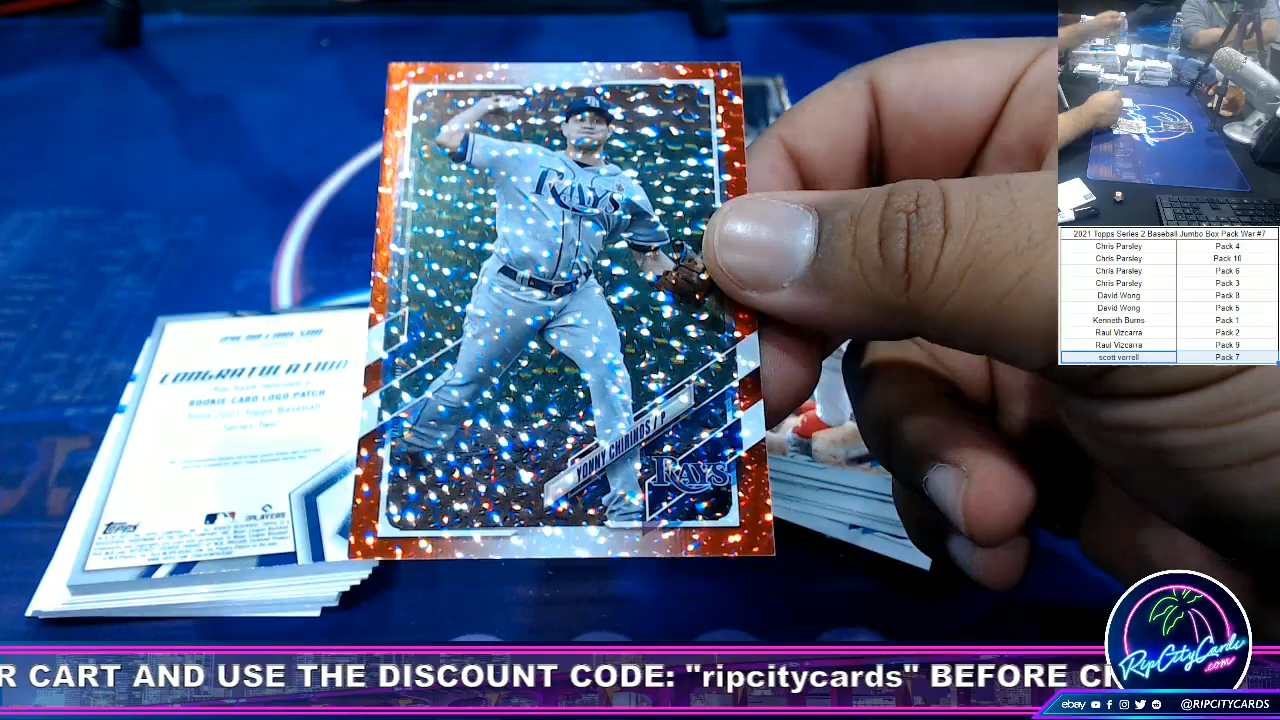 RAYS
YONNY CHIRINOS / P
RAYS
CONGRATULATION
ROOKIE CARD LOGO PATCH
from 2021 Topps Baseball
Series Two
TOPPS
PLAYERS
2021 Topps Series 2 Baseball Jumbo Box Pack War #7
Chris Parsley Pack 4
Chris Parsley Pack 10
Chris Parsley Pack 6
Chris Parsley Pack 3
David Wong Pack 8
David Wong Pack 5
Kenneth Burns Pack 1
Raul Vizcarra Pack 2
Raul Vizcarra Pack 9
scott verrell Pack 7
R CART AND USE THE DISCOUNT CODE: "ripcitycards" BEFORE
RipCityCards
.com
ebay @RIPCITYCARDS